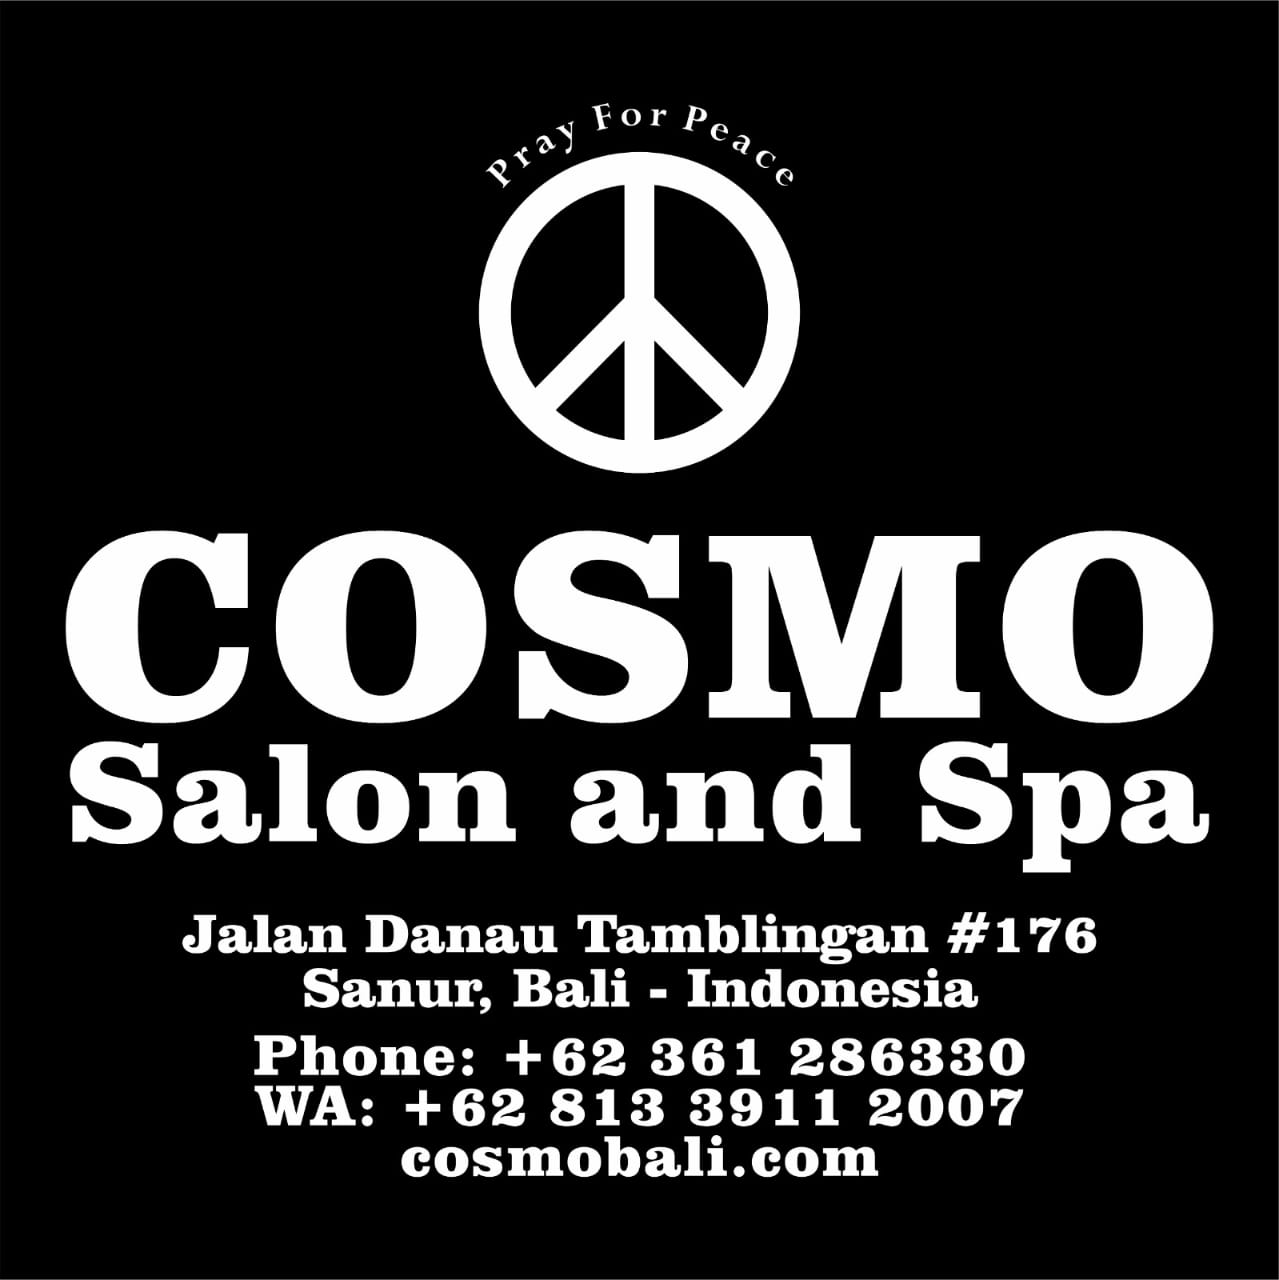 Pray For Peace
COSMO
Salon and Spa
Jalan Danau Tamblingan #176
Sanur, Bali - Indonesia
Phone: +62 361 286330
WA: +62 813 3911 2007
cosmobali.com